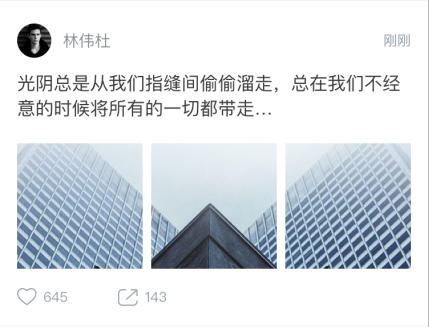 林伟杜
刚刚
光阴总是从我们指缝间偷偷溜走，总在我们不经
意的时候将所有的一切都带走…
645
143